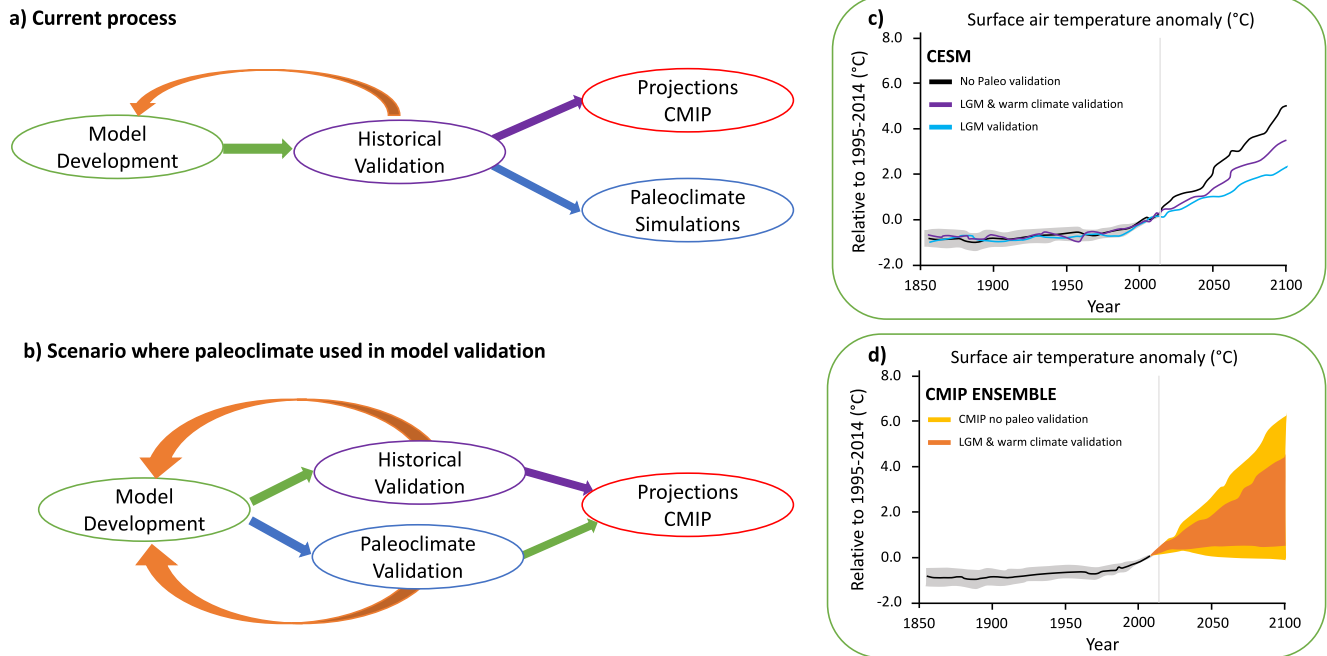 a) Current process
Model
Development
Historical
Validation
Projections
CMIP
Paleoclimate
Simulations
b) Scenario where paleoclimate used in model validation
Model
Development
Historical
Validation
Paleoclimate
Validation
Projections
CMIP
c)
Surface air temperature anomaly (°C)
Relative to 1995-2014 (°C)
8.0
6.0
4.0
2.0
0.0
-2.0
CESM
No Paleo validation
LGM & warm climate validation
LGM validation
1850
1900
1950
2000
2050
2100
Year
d)
Surface air temperature anomaly (°C)
Relative to 1995-2014 (°C)
8.0
6.0
4.0
2.0
0.0
-2.0
CMIP ENSEMBLE
CMIP no paleo validation
LGM & warm climate validation
1850
1900
1950
2000
2050
2100
Year